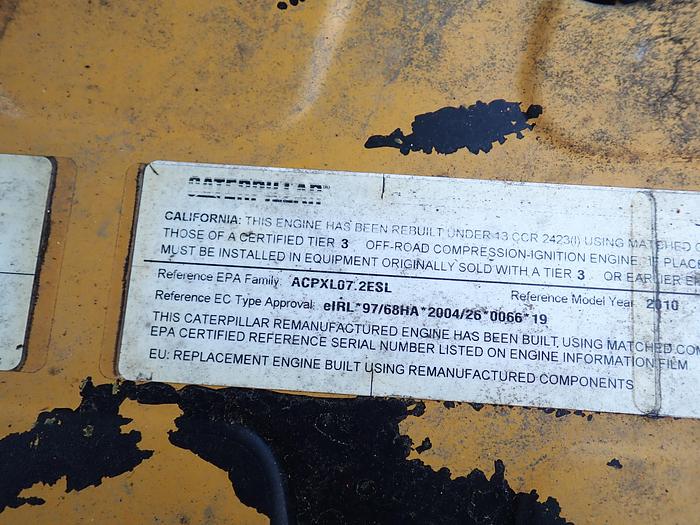 CATERPILLAR
CALIFORNIA: THIS ENGINE HAS BEEN REBUILT UNDER 13 CCR 2423(l) USING MATCHED
THOSE OF A CERTIFIED TIER 3 OFF-ROAD COMPRESSION-IGNITION ENGINE. IF PLAC
MUST BE INSTALLED IN EQUIPMENT ORIGINALLY SOLD WITH A TIER 3 OR EARLIER
Reference EPA Family: ACPXL07.2ESL Reference Model Year 2010
Reference EC Type Approval: eIRL*97/68HA*2004/26*0066*19
THIS CATERPILLAR REMANUFACTURED ENGINE HAS BEEN BUILT, USING MATCHED CO
EPA CERTIFIED REFERENCE SERIAL NUMBER LISTED ON ENGINE INFORMATION FILM
EU: REPLACEMENT ENGINE BUILT USING REMANUFACTURED COMPONENTS